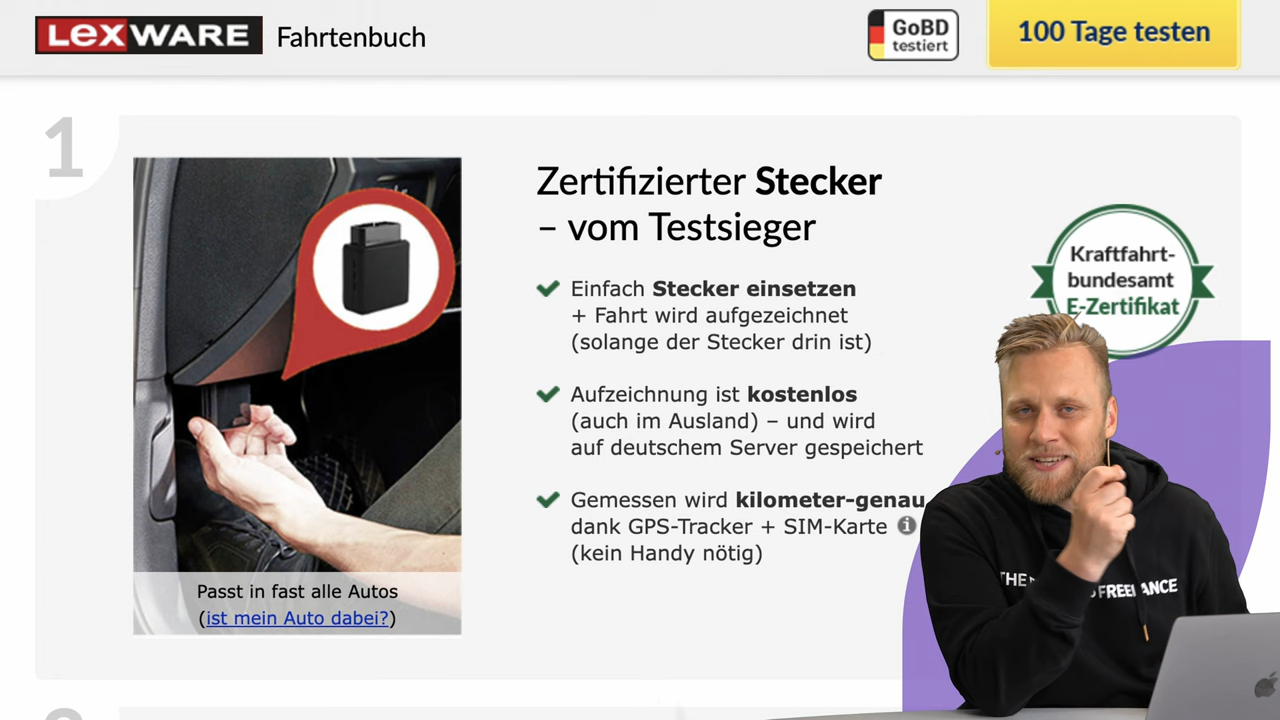 LEXWARE Fahrtenbuch
GoBD
testiert
100 Tage testen
1
Zertifizierter Stecker
– vom Testsieger
Einfach Stecker einsetzen
+ Fahrt wird aufgezeichnet
(solange der Stecker drin ist)
Aufzeichnung ist kostenlos
(auch im Ausland) – und wird
auf deutschem Server gespeichert
Gemessen wird kilometer-genau
dank GPS-Tracker + SIM-Karte i
(kein Handy nötig)
Passt in fast alle Autos
(ist mein Auto dabei?)
Kraftfahrt-
bundesamt
E-Zertifikat
THE
FREELANCE